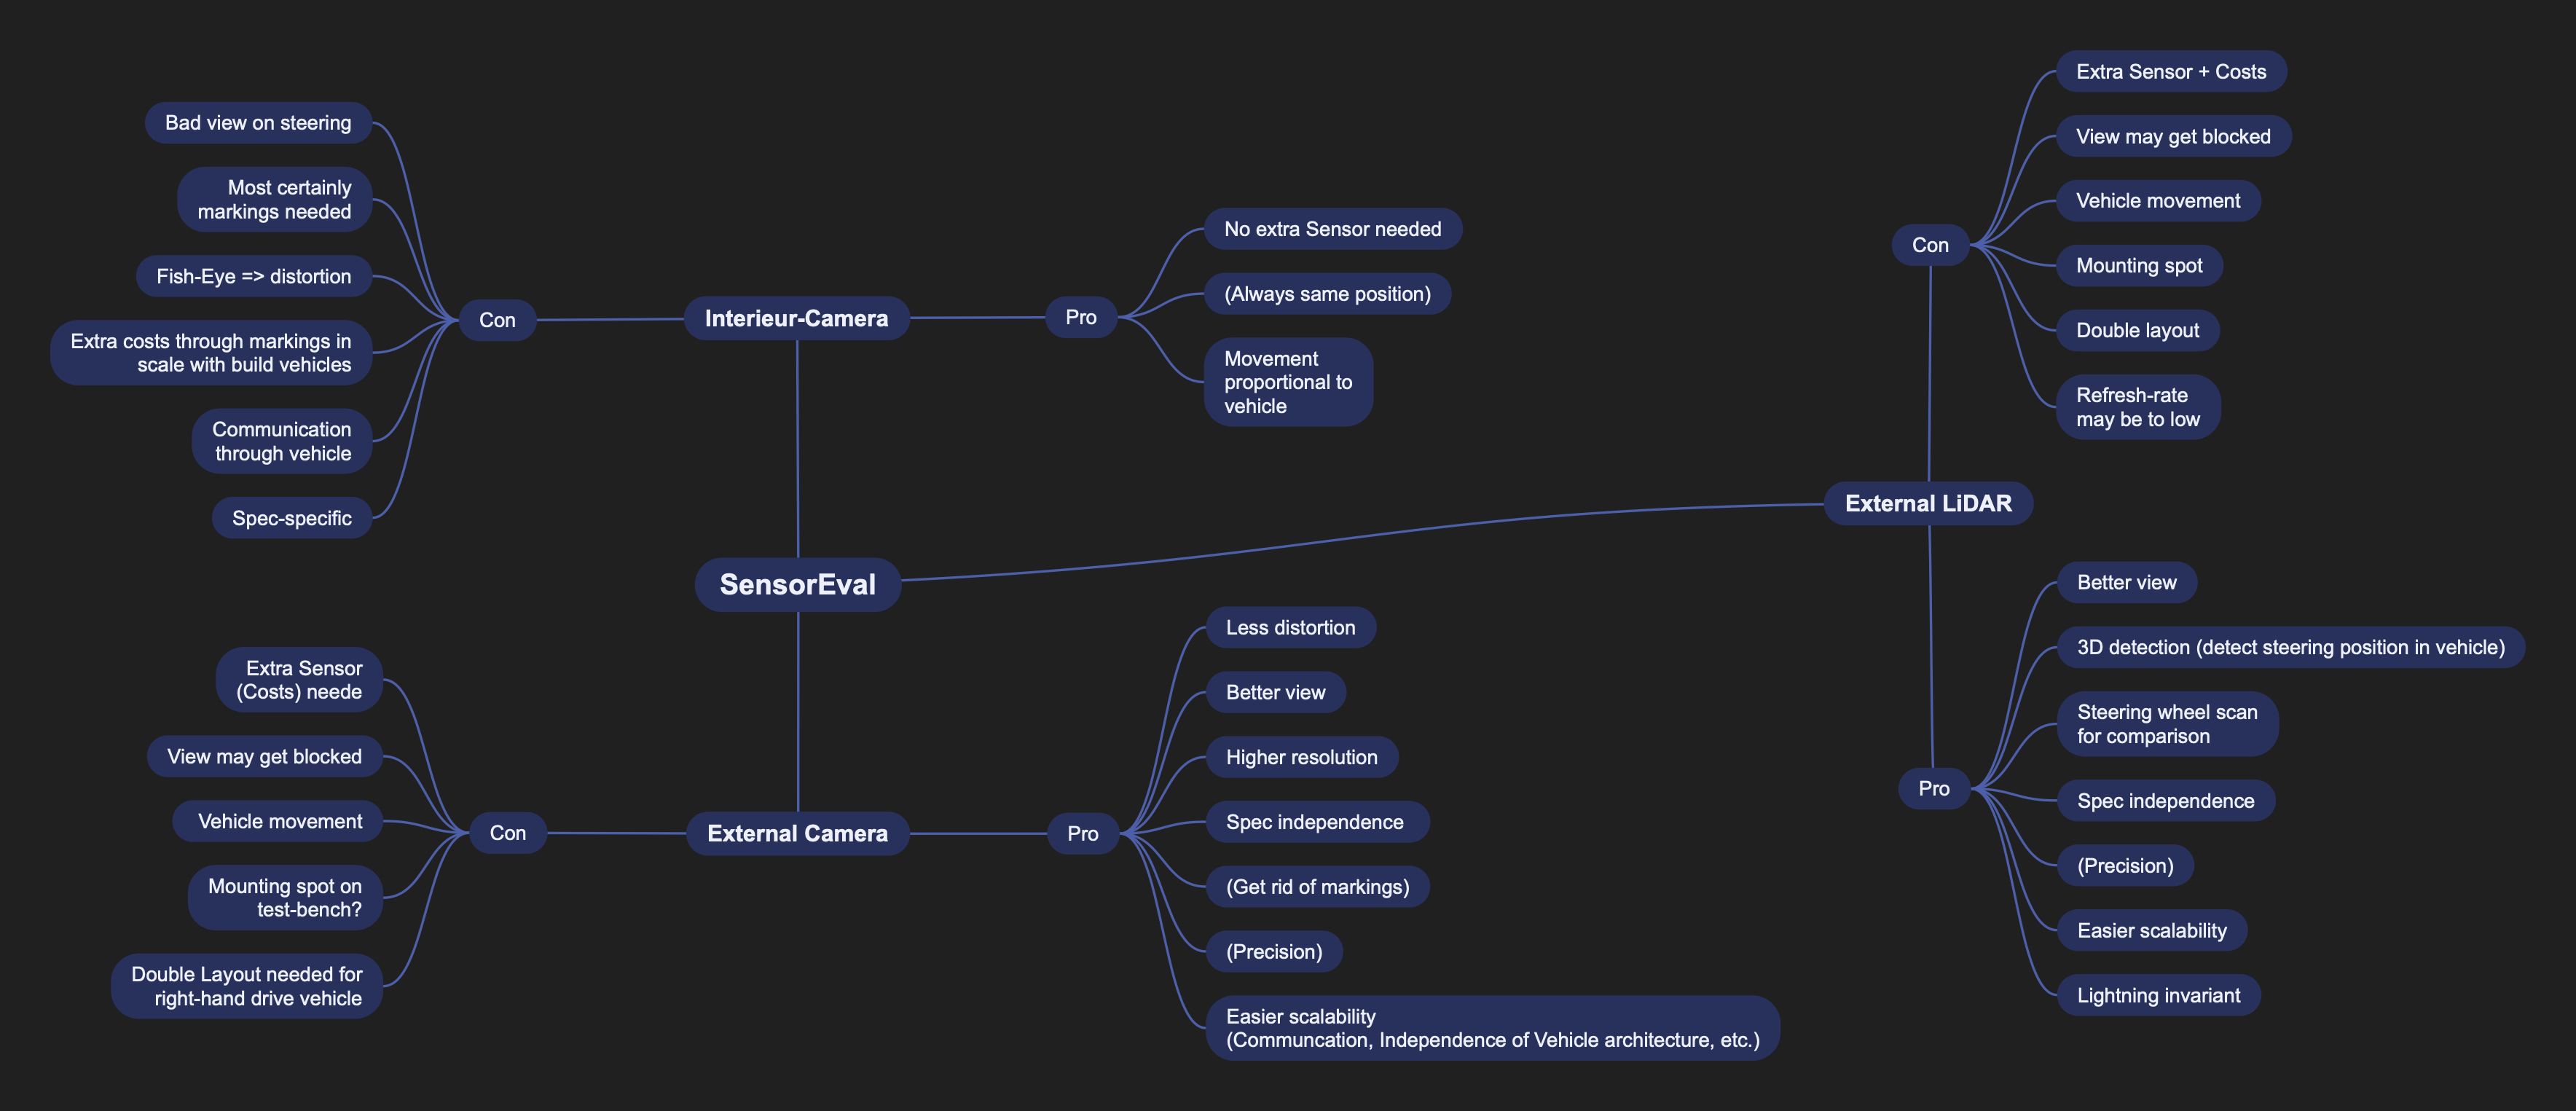 SensorEval
Interieur-Camera
Con
Bad view on steering
Most certainly
markings needed
Fish-Eye => distortion
Extra costs through markings in
scale with build vehicles
Communication
through vehicle
Spec-specific
Pro
No extra Sensor needed
(Always same position)
Movement
proportional to
vehicle
External Camera
Con
Extra Sensor
(Costs) neede
View may get blocked
Vehicle movement
Mounting spot on
test-bench?
Double Layout needed for
right-hand drive vehicle
Pro
Less distortion
Better view
Higher resolution
Spec independence
(Get rid of markings)
(Precision)
Easier scalability
(Communcation, Independence of Vehicle architecture, etc.)
External LiDAR
Con
Extra Sensor + Costs
View may get blocked
Vehicle movement
Mounting spot
Double layout
Refresh-rate
may be to low
Pro
Better view
3D detection (detect steering position in vehicle)
Steering wheel scan
for comparison
Spec independence
(Precision)
Easier scalability
Lightning invariant